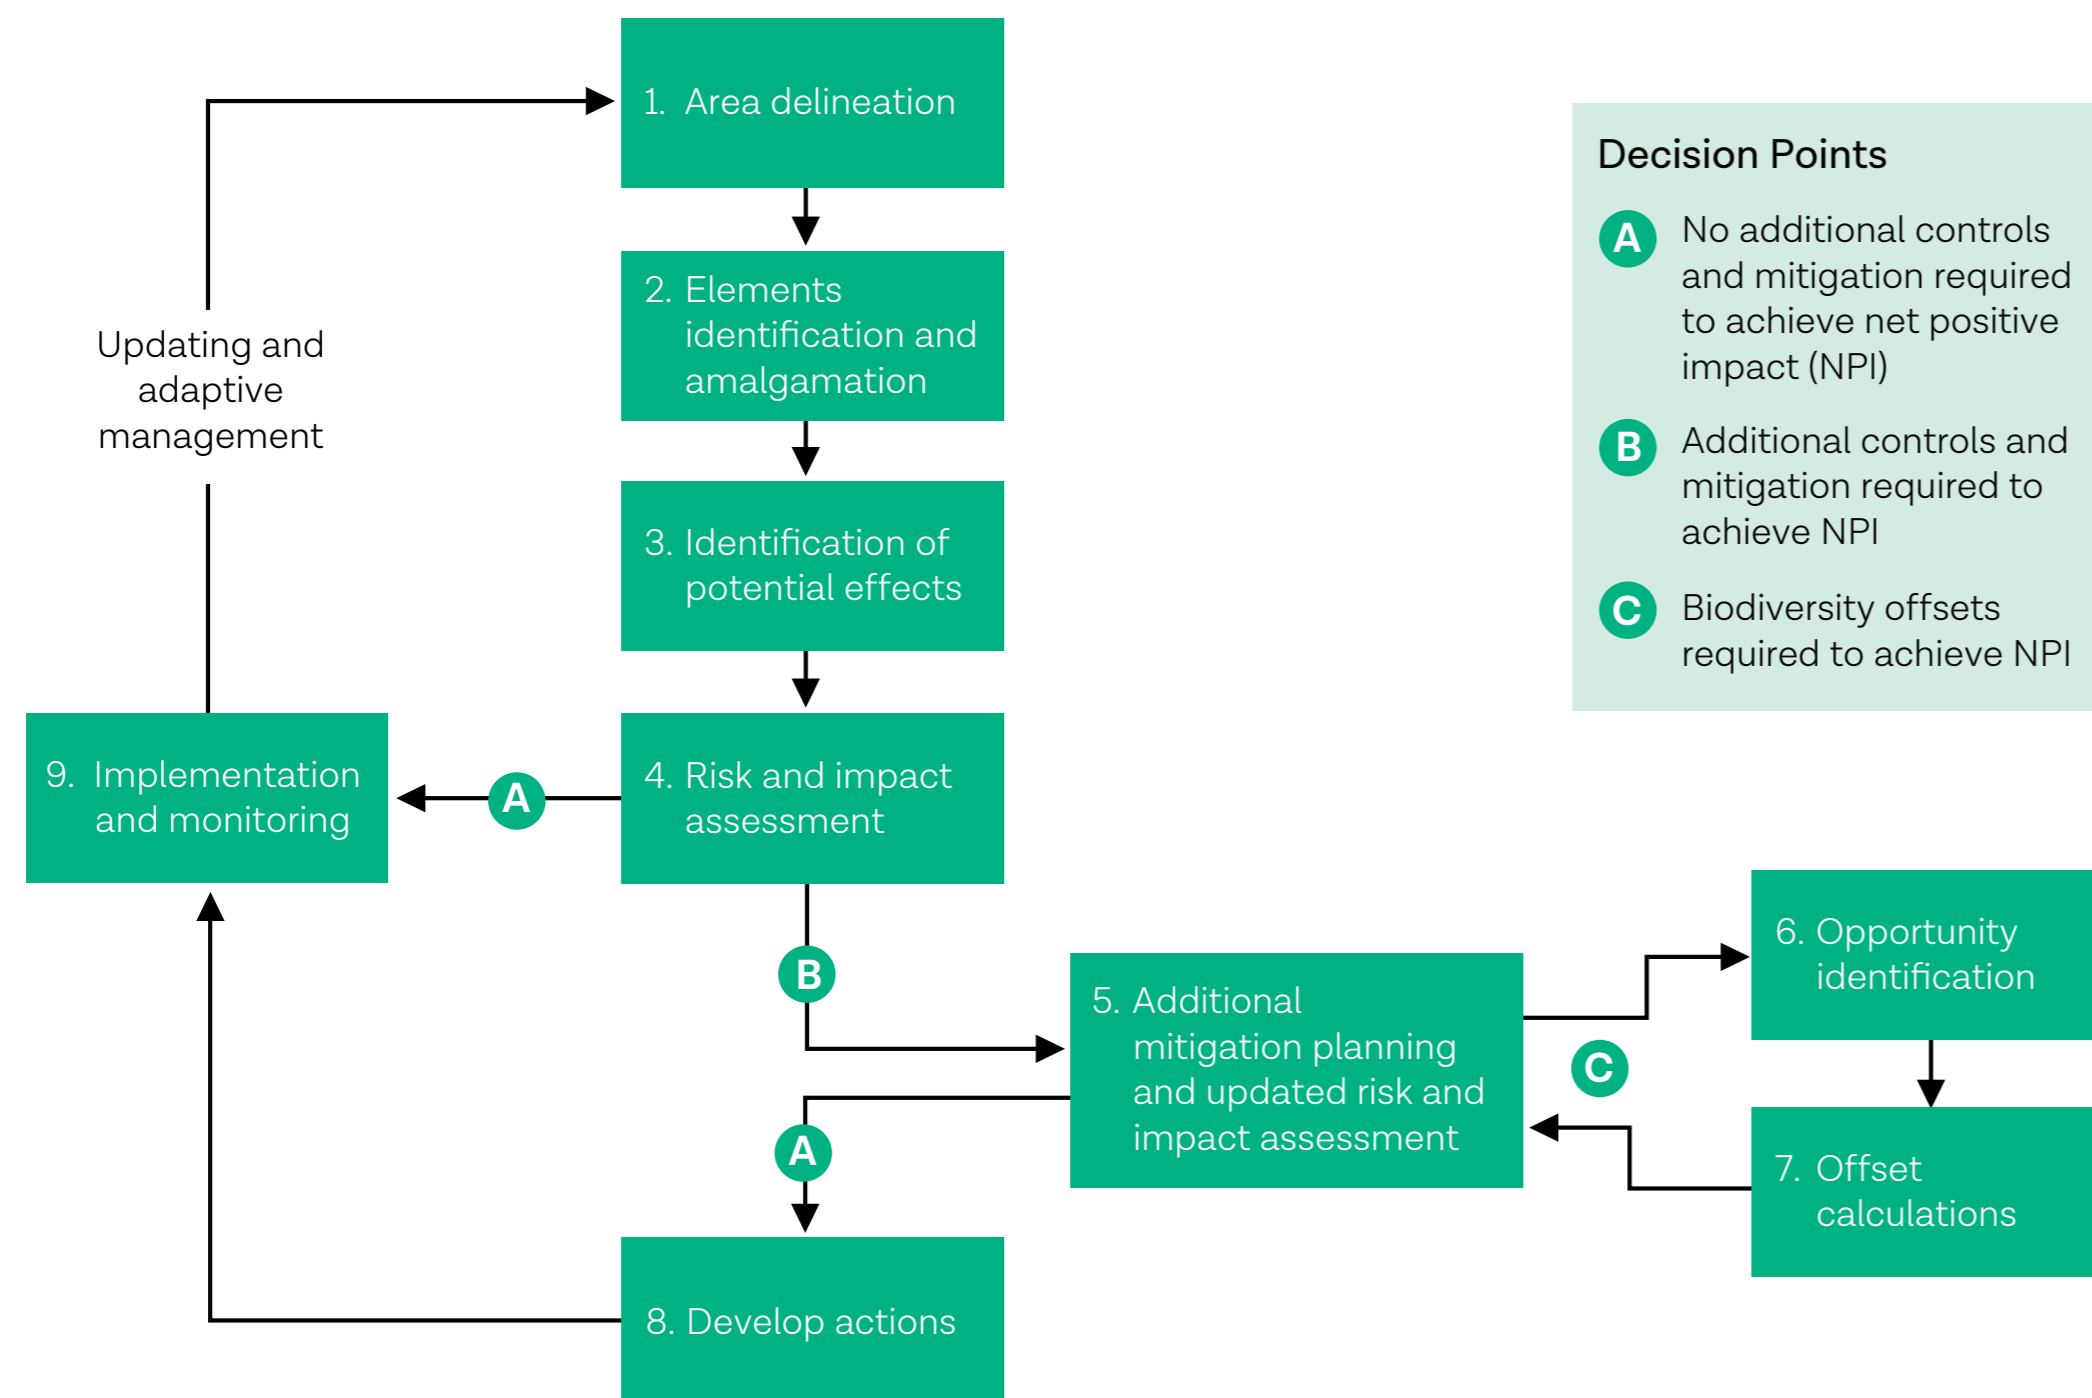 1. Area delineation
2. Elements
identification and
amalgamation
3. Identification of
potential effects
4. Risk and impact
assessment
A
9. Implementation
and monitoring
Updating and
adaptive
management
B
5. Additional
mitigation planning
and updated risk and
impact assessment
A
8. Develop actions
C
6. Opportunity
identification
7. Offset
calculations
Decision Points
A No additional controls
and mitigation required
to achieve net positive
impact (NPI)
B Additional controls and
mitigation required to
achieve NPI
C Biodiversity offsets
required to achieve NPI